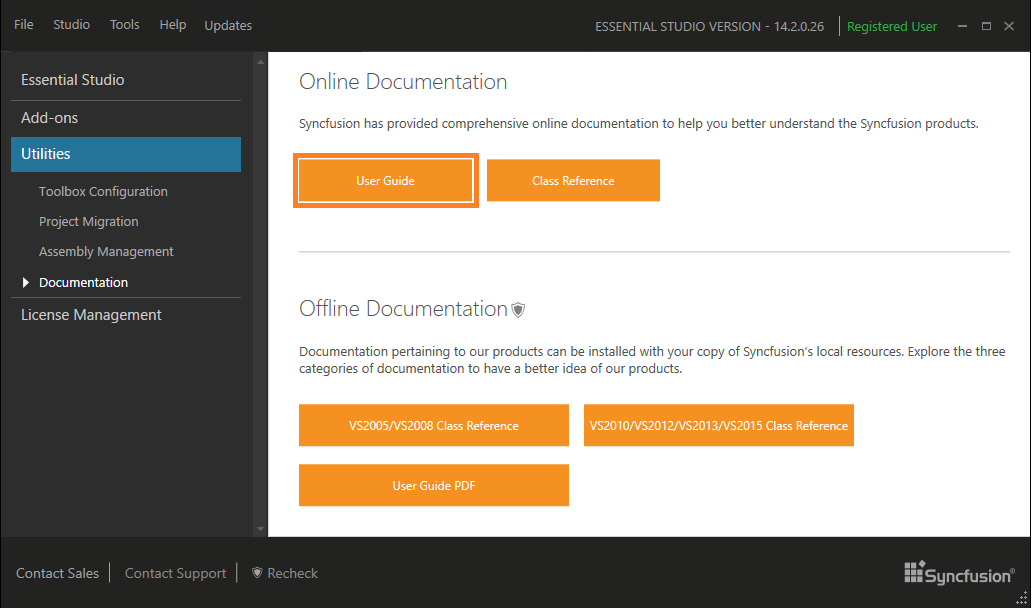 File Studio Tools Help Updates
ESSENTIAL STUDIO VERSION - 14.2.0.26 Registered User
Essential Studio
Add-ons
Utilities
Toolbox Configuration
Project Migration
Assembly Management
Documentation
License Management
Online Documentation
Syncfusion has provided comprehensive online documentation to help you better understand the Syncfusion products.
User Guide Class Reference
Offline Documentation
Documentation pertaining to our products can be installed with your copy of Syncfusion's local resources. Explore the three
categories of documentation to have a better idea of our products.
VS2005/VS2008 Class Reference VS2010/VS2012/VS2013/VS2015 Class Reference
User Guide PDF
Contact Sales Contact Support Recheck
Syncfusion®